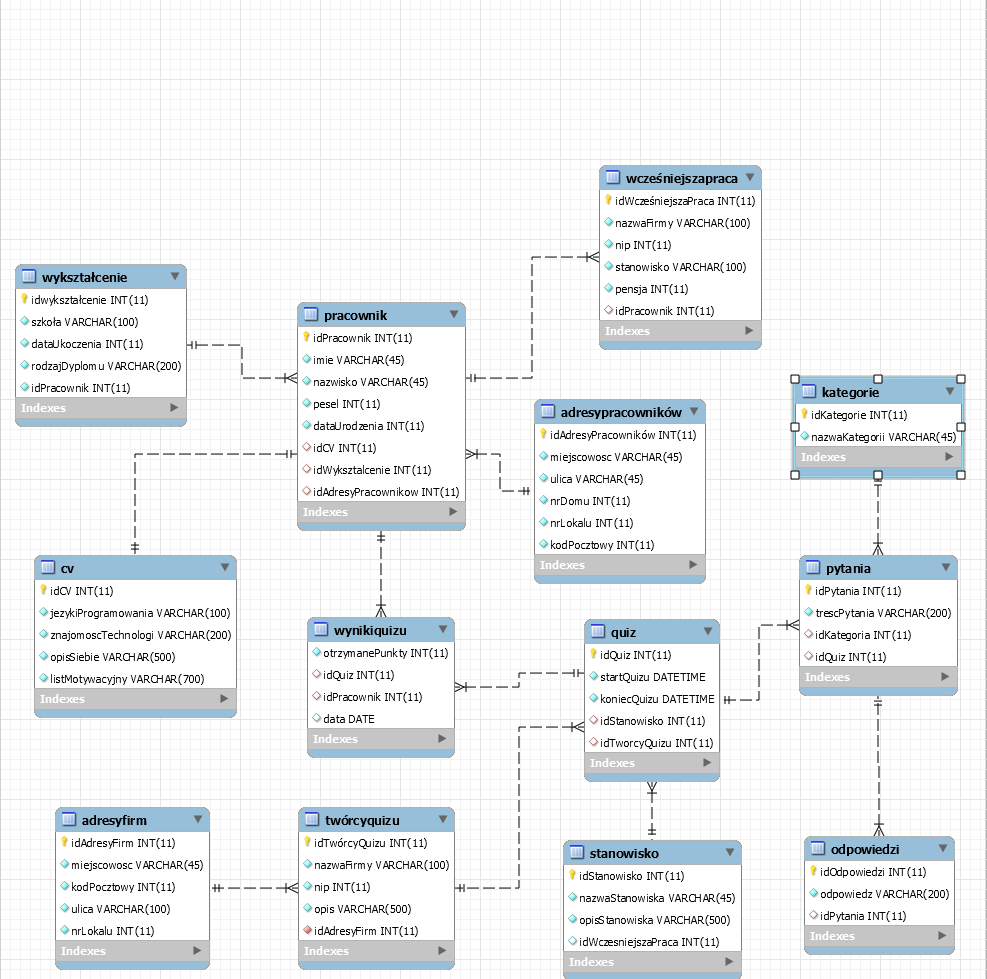 wcześniejszapraca
idWcześniejszaPraca INT(11)
nazwaFirmy VARCHAR(100)
nip INT(11)
stanowisko VARCHAR(100)
pensja INT(11)
idPracownik INT(11)
Indexes
wykształcenie
idwykształcenie INT(11)
szkoła VARCHAR(100)
dataUkoczenia INT(11)
rodzajDyplomu VARCHAR(200)
idPracownik INT(11)
Indexes
pracownik
idPracownik INT(11)
imie VARCHAR(45)
nazwisko VARCHAR(45)
pesel INT(11)
dataUrodzenia INT(11)
idCV INT(11)
idWyksztalcenie INT(11)
idAdresyPracownikow INT(11)
Indexes
adresypracowników
idAdresyPracowników INT(11)
miejscowosc VARCHAR(45)
ulica VARCHAR(45)
nrDomu INT(11)
nrLokalu INT(11)
kodPocztowy INT(11)
Indexes
kategorie
idKategorie INT(11)
nazwaKategorii VARCHAR(45)
Indexes
cv
idCV INT(11)
jezykiProgramowania VARCHAR(100)
znajomoscTechnologi VARCHAR(200)
opisSiebie VARCHAR(500)
listMotywacyjny VARCHAR(700)
Indexes
wynikiquizu
otrzymanePunkty INT(11)
idQuiz INT(11)
idPracownik INT(11)
data DATE
Indexes
quiz
idQuiz INT(11)
startQuizu DATETIME
koniecQuizu DATETIME
idStanowisko INT(11)
idTworcyQuizu INT(11)
Indexes
pytania
idPytania INT(11)
trescPytania VARCHAR(200)
idKategoria INT(11)
idQuiz INT(11)
Indexes
adresyfirm
idAdresyFirm INT(11)
miejscowosc VARCHAR(45)
kodPocztowy INT(11)
ulica VARCHAR(100)
nrLokalu INT(11)
Indexes
twórcyquizu
idTwórcyQuizu INT(11)
nazwaFirmy VARCHAR(100)
nip INT(11)
opis VARCHAR(500)
idAdresyFirm INT(11)
Indexes
stanowisko
idStanowisko INT(11)
nazwaStanowiska VARCHAR(45)
opisStanowiska VARCHAR(500)
idWczesniejszaPraca INT(11)
Indexes
odpowiedzi
idOdpowiedzi INT(11)
odpowiedz VARCHAR(200)
idPytania INT(11)
Indexes